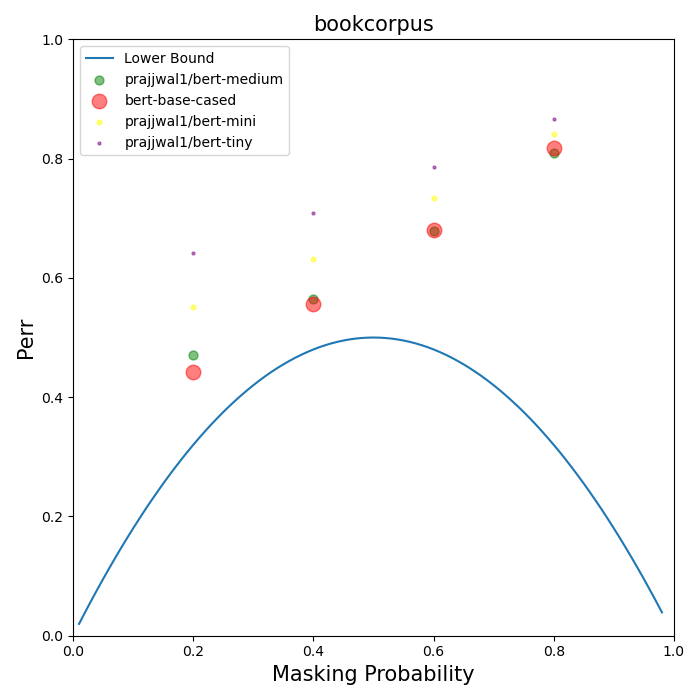 bookcorpus
Lower Bound
prajjwal1/bert-medium
bert-base-cased
prajjwal1/bert-mini
prajjwal1/bert-tiny
1.0
0.8
0.6
0.4
0.2
0.0
Perr
0.0 0.2 0.4 0.6 0.8 1.0
Masking Probability